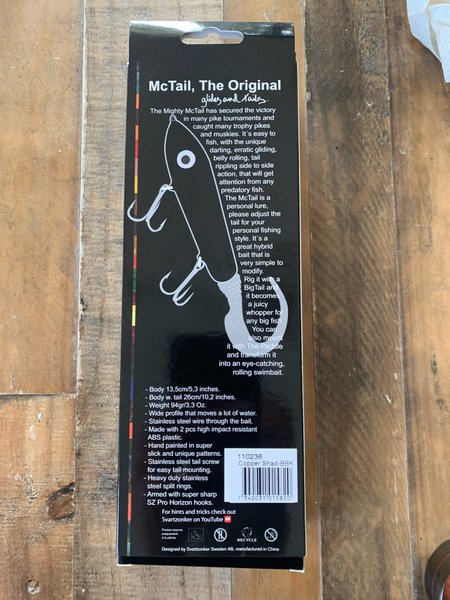 McTail, The Original
glides and tails.
The Mighty McTail has secured the victory
in many pike tournaments and
caught many trophy pikes
and muskies. It´s easy to
fish, with the unique
darting, erratic gliding,
belly rolling, tail
rippling side to side
action, that will get
attention from any
predatory fish.
The McTail is a
personal lure,
please adjust the
tail for your
personal fishing
style. It´s a
great hybrid
bait that is
very simple to
modify.
Rig it with a
BigTail and
it becomes
a juicy
whopper for
any big fish.
You can
also mount
it with The Paddle
and transform it
into an eye-catching,
rolling swimbait.
- Body 13,5cm/5,3 inches.
- Body w. tail 26cm/10,2 inches.
- Weight 94gr/3,3 Oz.
- Wide profile that moves a lot of water.
- Stainless steel wire through the bait.
- Made with 2 pcs high impact resistant
ABS plastic.
- Hand painted in super
slick and unique patterns.
- Stainless steel tail screw
for easy tail mounting.
- Heavy duty stainless
steel split rings.
- Armed with super sharp
SZ Pro Horizon hooks.
110236
Copper Shad-BBK
7 340031 015820
For hints and tricks check out
Svartzonker on YouTube
Produit réservé
uniquement
à la pêche
RECYCLE
Designed by Svartzonker Sweden AB, manufactured in China